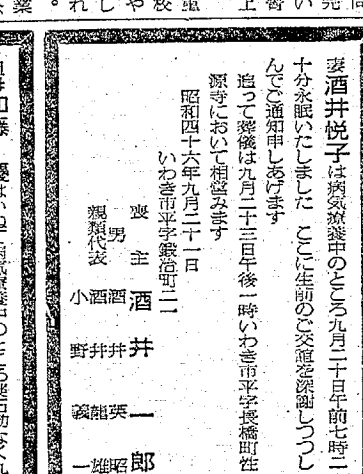 妻酒井悦子は病気療養中のところ九月二十日午前七時二
十分永眠いたしました ここに生前のご交誼を深謝しつつし
んでご通知申しあげます
追って葬儀は九月二十三日午後一時いわき市平字長橋町性
源寺において相営みます
昭和四十六年九月二十一日
いわき市平字鍛冶町二一
喪主 酒井一郎
男 酒井英昭
親類代表 酒井龍雄
小野義一